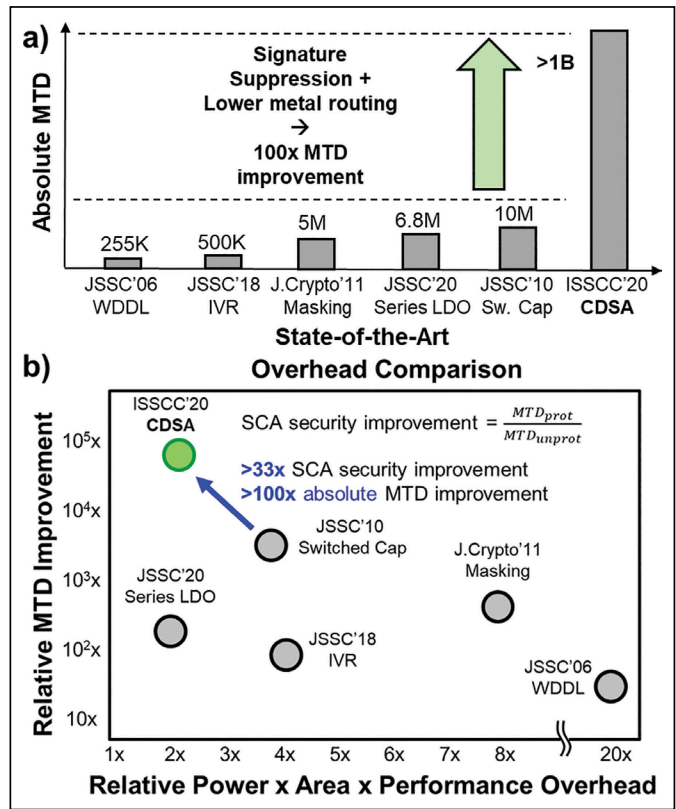 a)
Absolute MTD
Signature
Suppression +
Lower metal routing
→
100x MTD
improvement
>1B
255K
500K
5M
6.8M
10M
JSSC'06
WDDL
JSSC'18
IVR
J.Crypto'11
Masking
JSSC'20
Series LDO
JSSC'10
Sw. Cap
ISSCC'20
CDSA
State-of-the-Art
b)
Overhead Comparison
Relative MTD Improvement
10⁵x
10⁴x
10³x
10²x
10x
ISSCC'20
CDSA
SCA security improvement = MTD_prot / MTD_unprot
>33x SCA security improvement
>100x absolute MTD improvement
JSSC'10
Switched Cap
J.Crypto'11
Masking
JSSC'20
Series LDO
JSSC'18
IVR
JSSC'06
WDDL
1x 2x 3x 4x 5x 6x 7x 8x 20x
Relative Power x Area x Performance Overhead